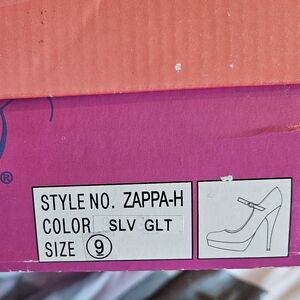 ®
STYLE NO. ZAPPA-H
COLOR SLV GLT
SIZE 9